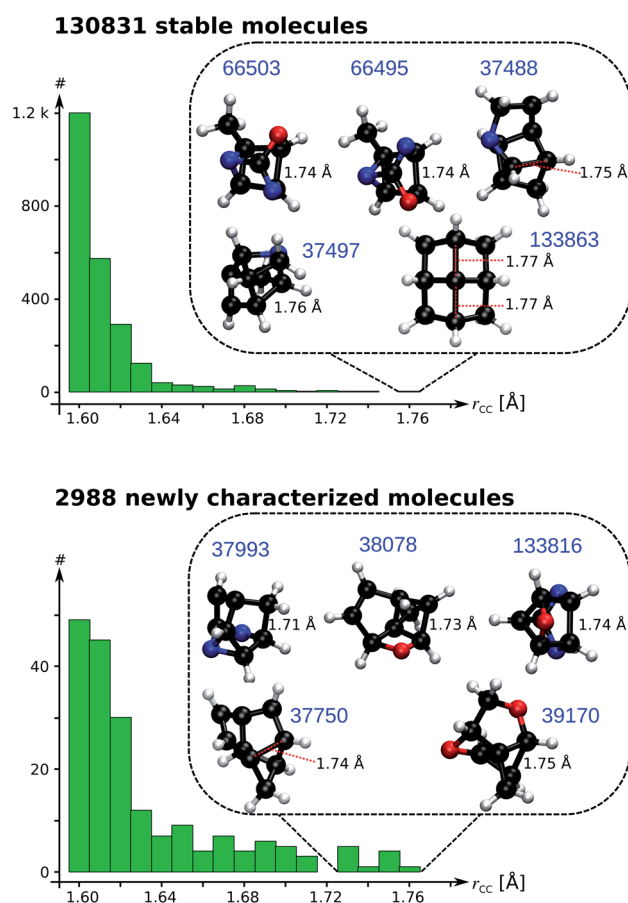 130831 stable molecules
#
66503 66495 37488
1.2 k
1.74 Å 1.74 Å 1.75 Å
800
37497 133863
1.77 Å
400
1.76 Å 1.77 Å
0
1.60 1.64 1.68 1.72 1.76 rCC [Å]
2988 newly characterized molecules
#
37993 38078 133816
1.71 Å 1.73 Å 1.74 Å
40
37750 39170
20
1.74 Å 1.75 Å
0
1.60 1.64 1.68 1.72 1.76 rCC [Å]